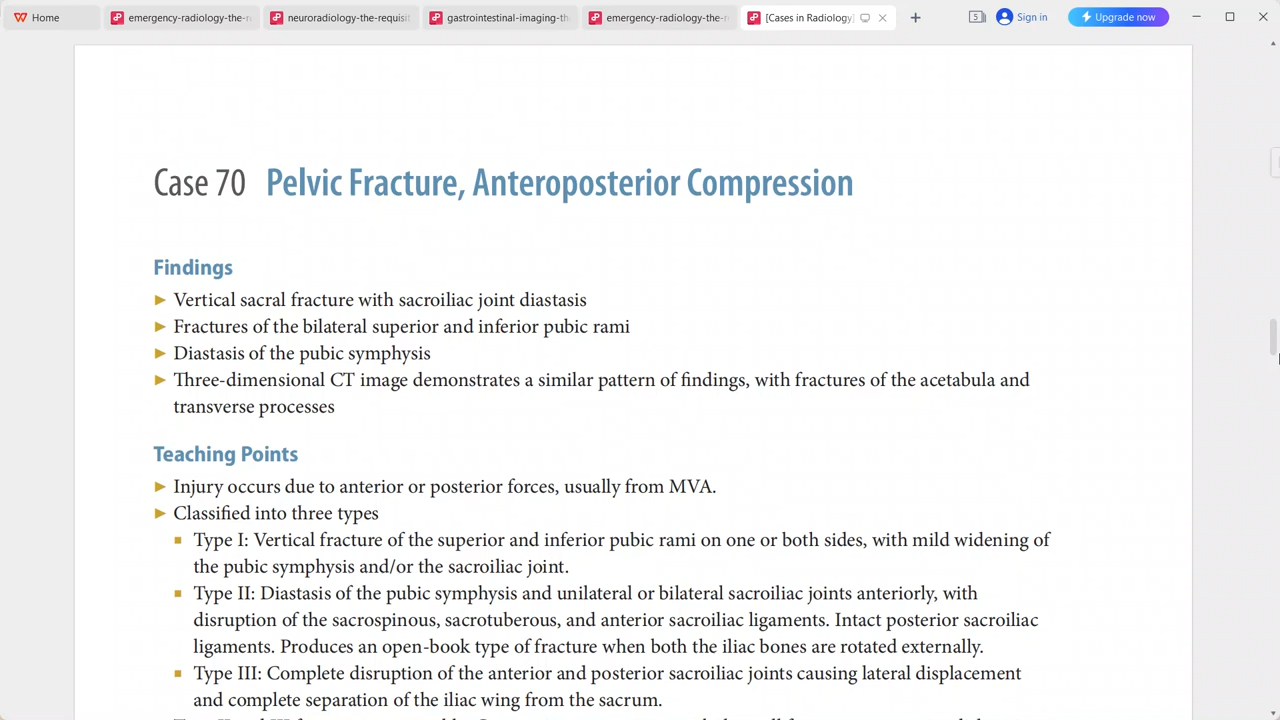 Home
emergency-radiology-the-r
neuroradiology-the-requisit
gastrointestinal-imaging-th
emergency-radiology-the-r
[Cases in Radiology]
5
Sign in
Upgrade now
Case 70 Pelvic Fracture, Anteroposterior Compression
Findings
► Vertical sacral fracture with sacroiliac joint diastasis
► Fractures of the bilateral superior and inferior pubic rami
► Diastasis of the pubic symphysis
► Three-dimensional CT image demonstrates a similar pattern of findings, with fractures of the acetabula and
transverse processes
Teaching Points
► Injury occurs due to anterior or posterior forces, usually from MVA.
► Classified into three types
■ Type I: Vertical fracture of the superior and inferior pubic rami on one or both sides, with mild widening of
the pubic symphysis and/or the sacroiliac joint.
■ Type II: Diastasis of the pubic symphysis and unilateral or bilateral sacroiliac joints anteriorly, with
disruption of the sacrospinous, sacrotuberous, and anterior sacroiliac ligaments. Intact posterior sacroiliac
ligaments. Produces an open-book type of fracture when both the iliac bones are rotated externally.
■ Type III: Complete disruption of the anterior and posterior sacroiliac joints causing lateral displacement
and complete separation of the iliac wing from the sacrum.